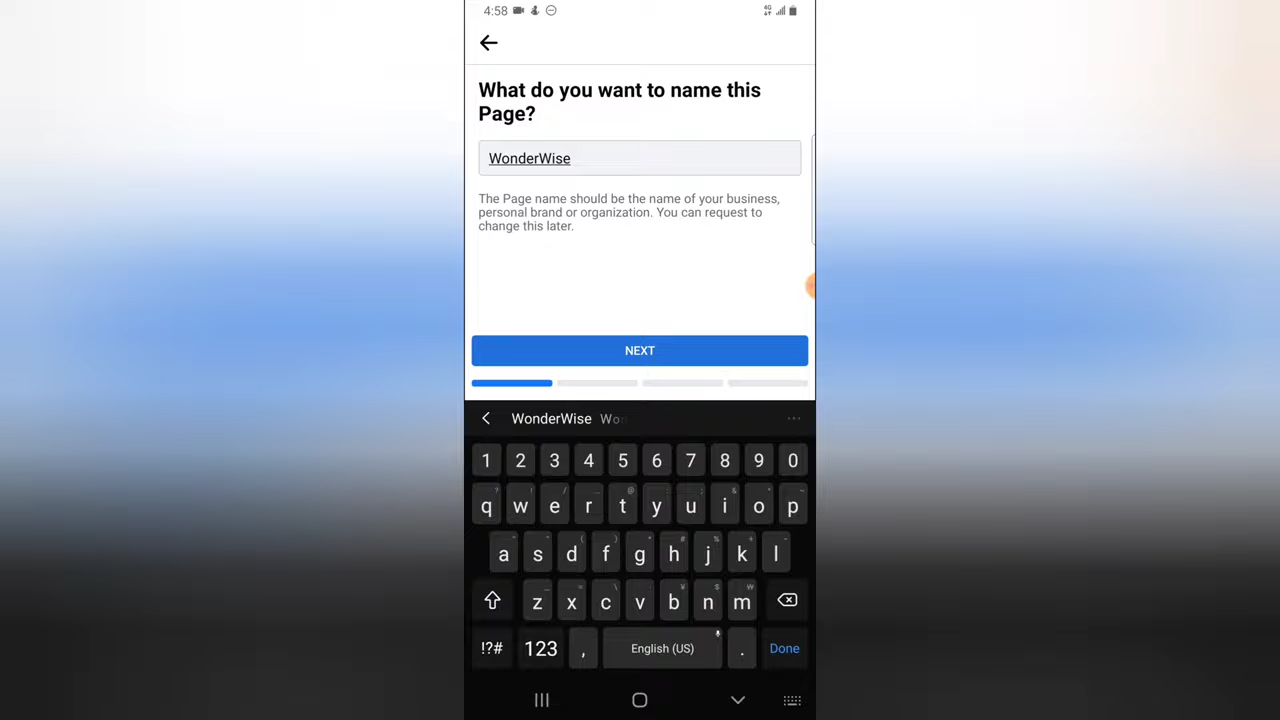 4:58
4G
What do you want to name this
Page?
WonderWise
The Page name should be the name of your business,
personal brand or organization. You can request to
change this later.
NEXT
WonderWise Wo
1 2 3 4 5 6 7 8 9 0
q w e r t y u i o p
a s d f g h j k l
z x c v b n m
!?# 123 , English (US) . Done